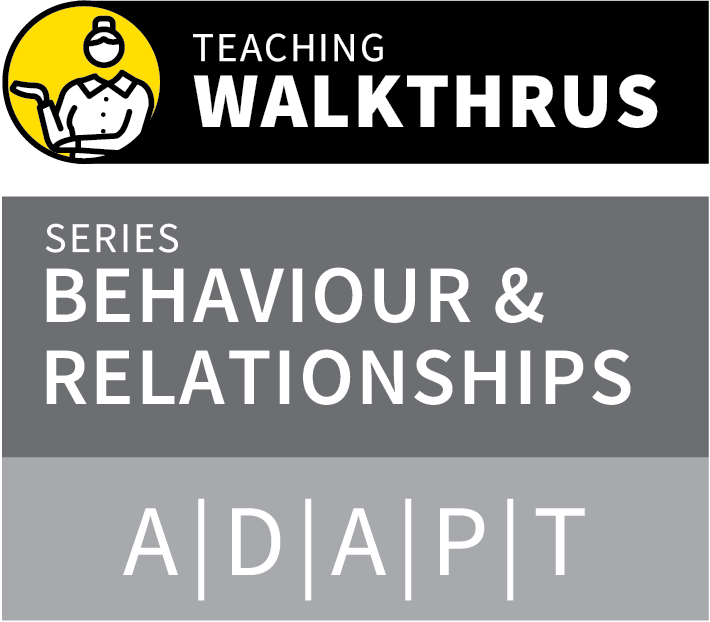 TEACHING
WALKTHRUS
SERIES
BEHAVIOUR &
RELATIONSHIPS
A|D|A|P|T